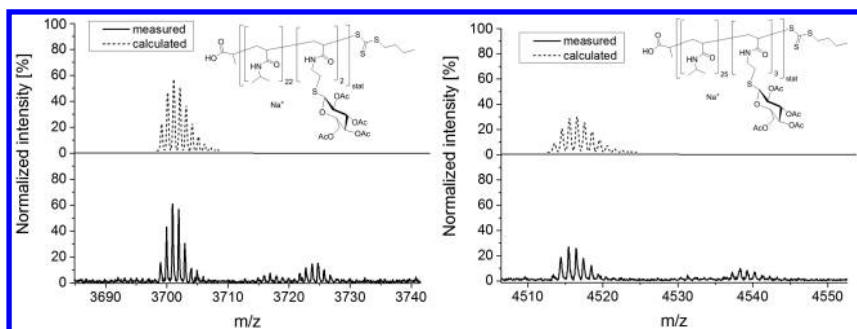 100
80
60
40
20
0
80
60
40
20
0
Normalized intensity [%]
measured
calculated
HO
O
HN
O
22
HN
O
2
stat
S
S
S
S
Na⁺
O
OAc
OAc
OAc
AcO
3690
3700
3710
3720
3730
3740
m/z
100
80
60
40
20
0
80
60
40
20
0
Normalized intensity [%]
measured
calculated
HO
O
HN
O
25
HN
O
3
stat
S
S
S
S
Na⁺
O
OAc
OAc
OAc
AcO
4510
4520
4530
4540
4550
m/z